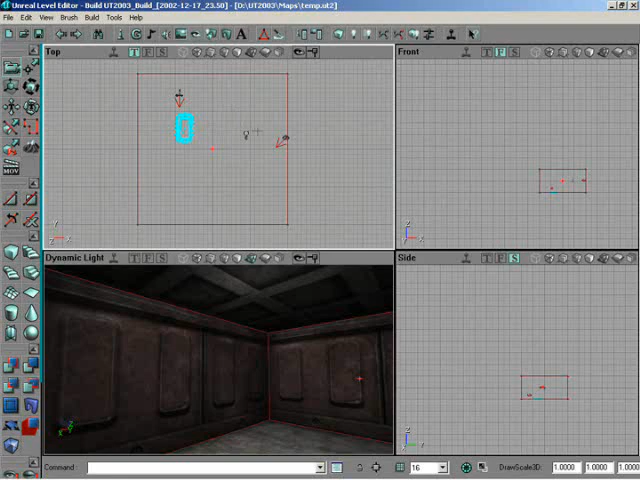 Unreal Level Editor - Build UT2003_Build_[2002-12-17_23.50] - [D:\UT2003\Maps\temp.ut2]
File Edit View Brush Build Tools Help
Top T F S
Front T F S
MOV
Y
Z X
Z
Y X
Dynamic Light T F S
Side T F S
Z
X Y
Command : 16 DrawScale3D: 1.0000 1.0000 1.000